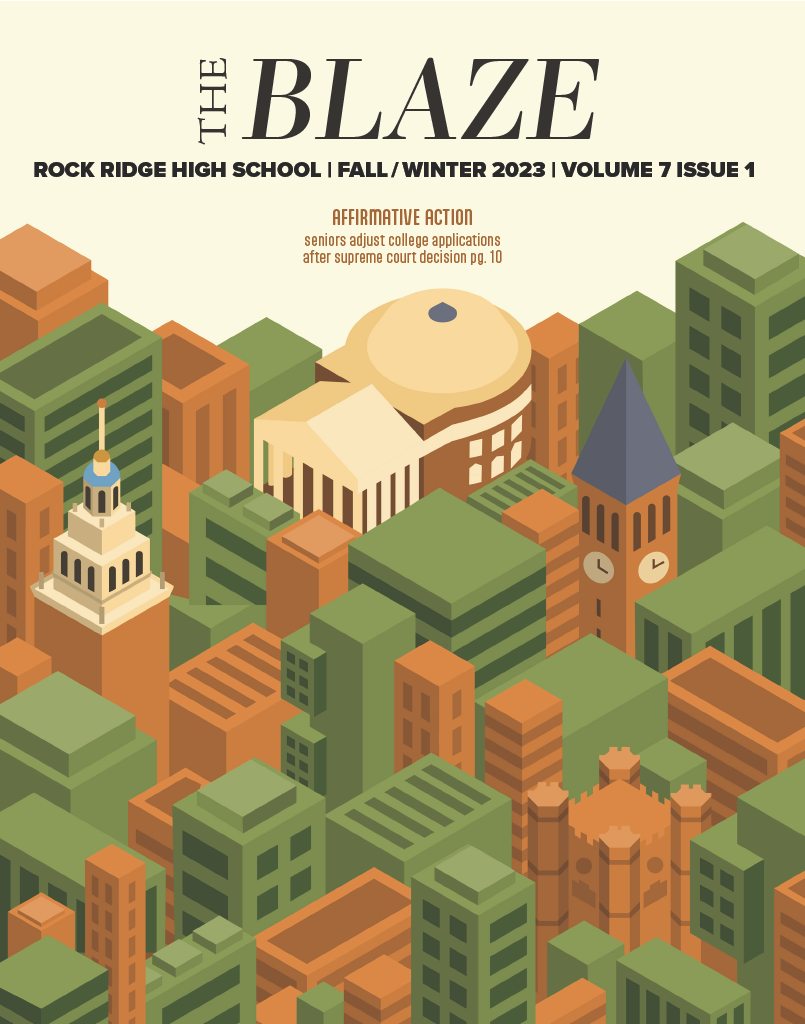 THE BLAZE
ROCK RIDGE HIGH SCHOOL | FALL / WINTER 2023 | VOLUME 7 ISSUE 1
AFFIRMATIVE ACTION
seniors adjust college applications
after supreme court decision pg. 10